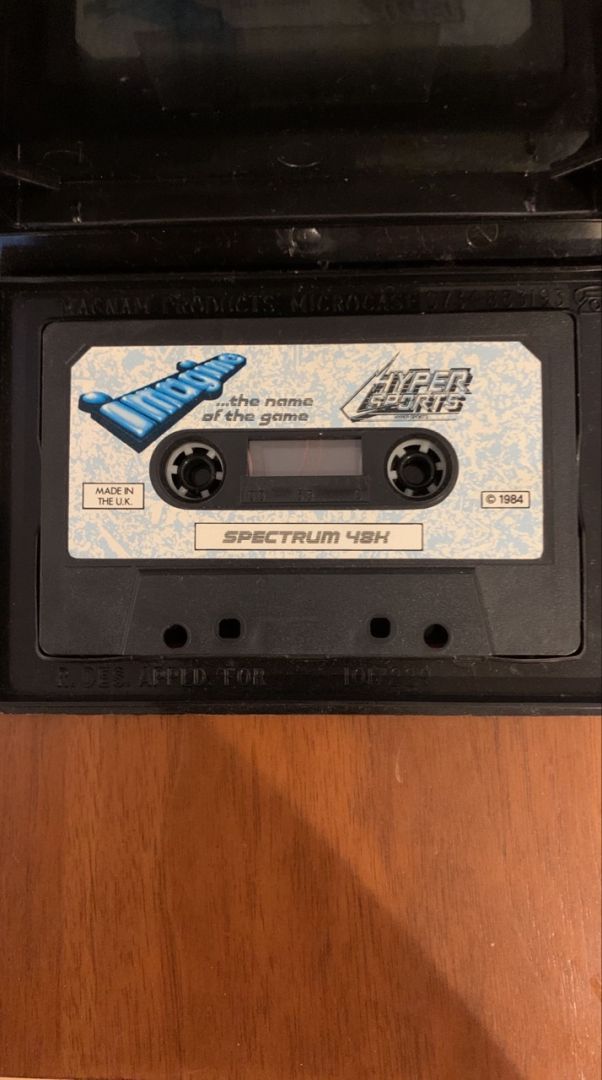 MAGNAM PRODUCTS MICROCASE
imagine
...the name
of the game
HYPER
SPORTS
MADE IN
THE U.K.
© 1984
SPECTRUM 48K
R. DES. APPLD. FOR